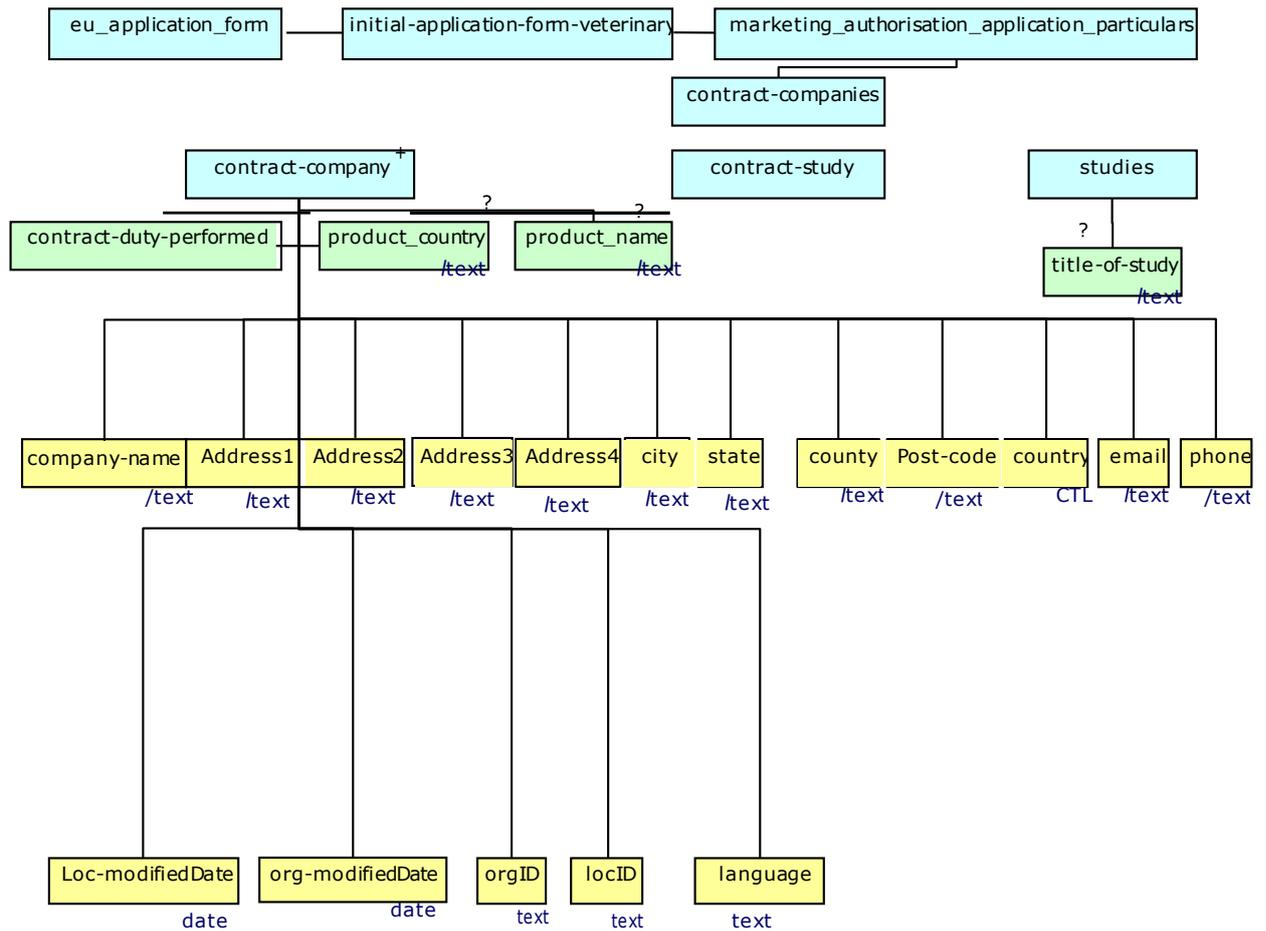 eu_application_form initial-application-form-veterinary marketing_authorisation_application_particulars
contract-companies
contract-company + contract-study studies
? ? ?
contract-duty-performed product_country product_name
/text /text
title-of-study
/text
company-name Address1 Address2 Address3 Address4 city state county Post-code country email phone
/text /text /text /text /text /text /text /text /text CTL /text /text
Loc-modifiedDate org-modifiedDate orgID locID language
date date text text text